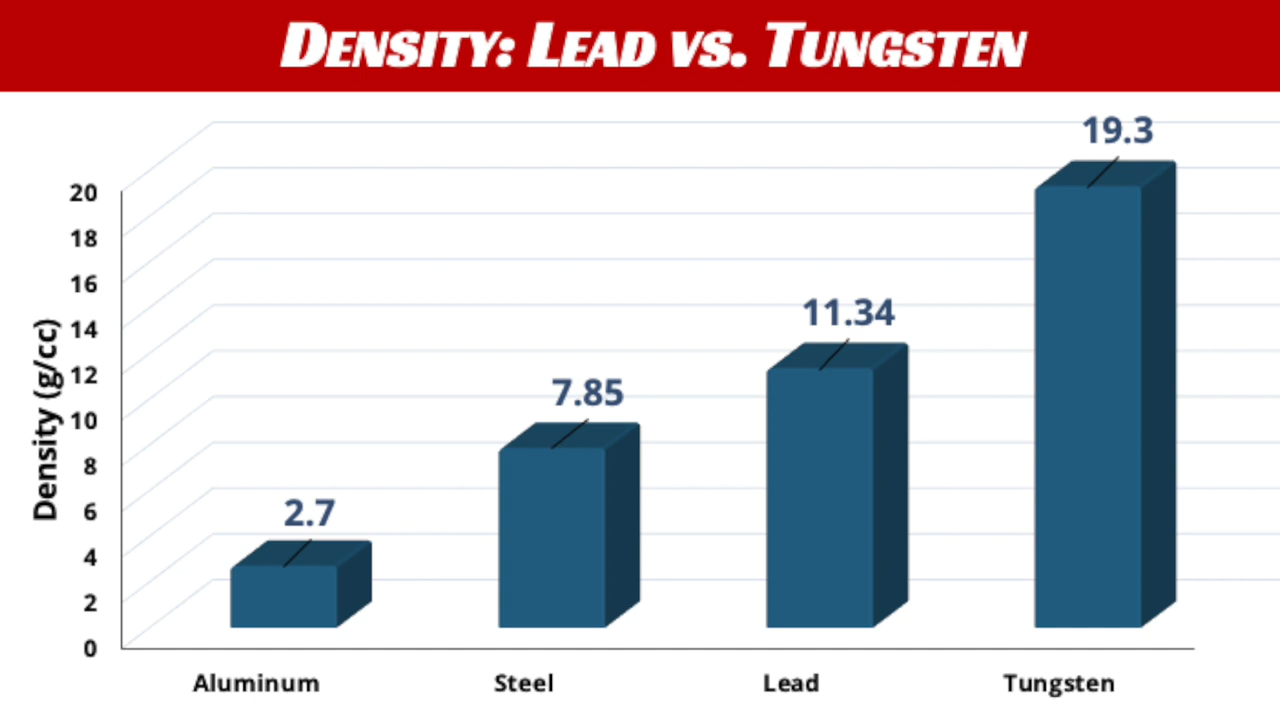 DENSITY: LEAD VS. TUNGSTEN
19.3
20
18
16
14
11.34
12
7.85
10
8
6
2.7
4
2
0
Density (g/cc)
Aluminum
Steel
Lead
Tungsten